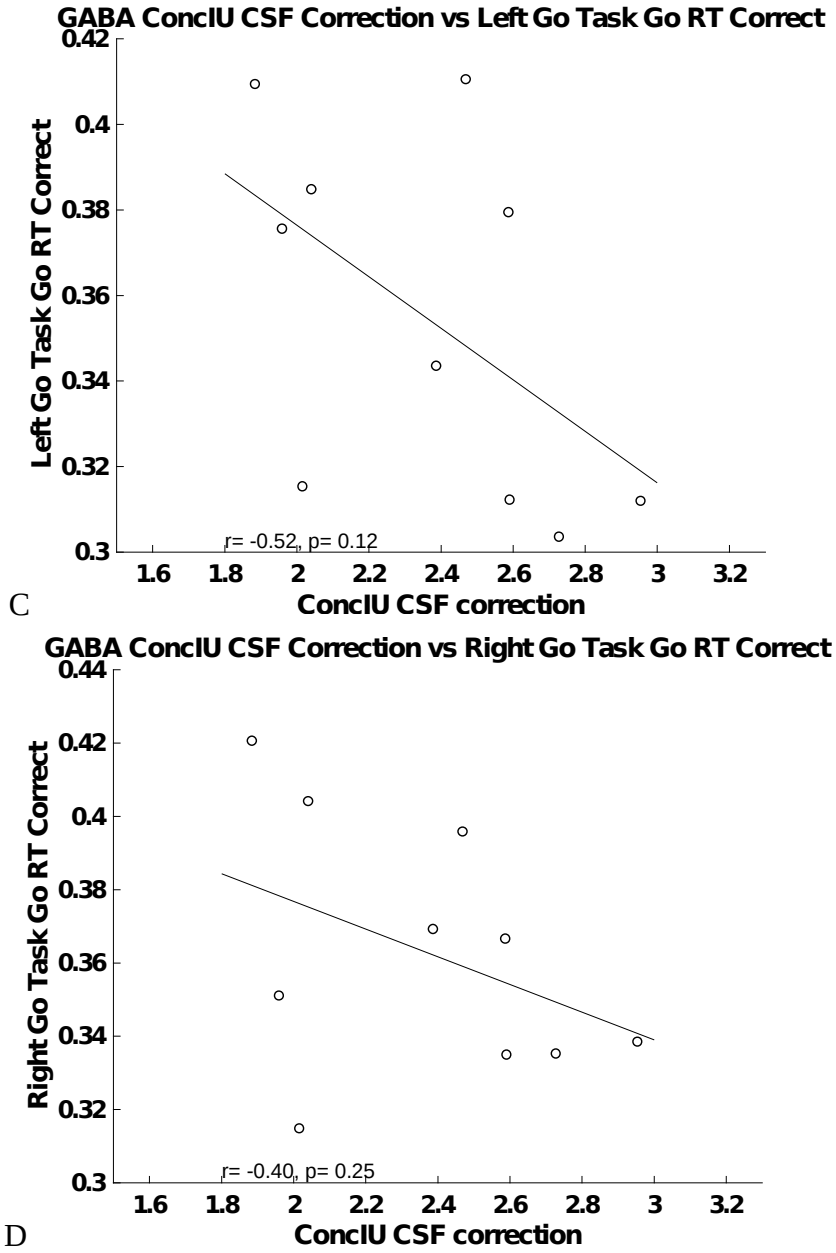 GABA ConcIU CSF Correction vs Left Go Task Go RT Correct
0.42
0.4
0.38
0.36
0.34
0.32
0.3
Left Go Task Go RT Correct
r= -0.52, p= 0.12
1.6 1.8 2 2.2 2.4 2.6 2.8 3 3.2
ConcIU CSF correction
C
GABA ConcIU CSF Correction vs Right Go Task Go RT Correct
0.44
0.42
0.4
0.38
0.36
0.34
0.32
0.3
Right Go Task Go RT Correct
r= -0.40, p= 0.25
1.6 1.8 2 2.2 2.4 2.6 2.8 3 3.2
ConcIU CSF correction
D